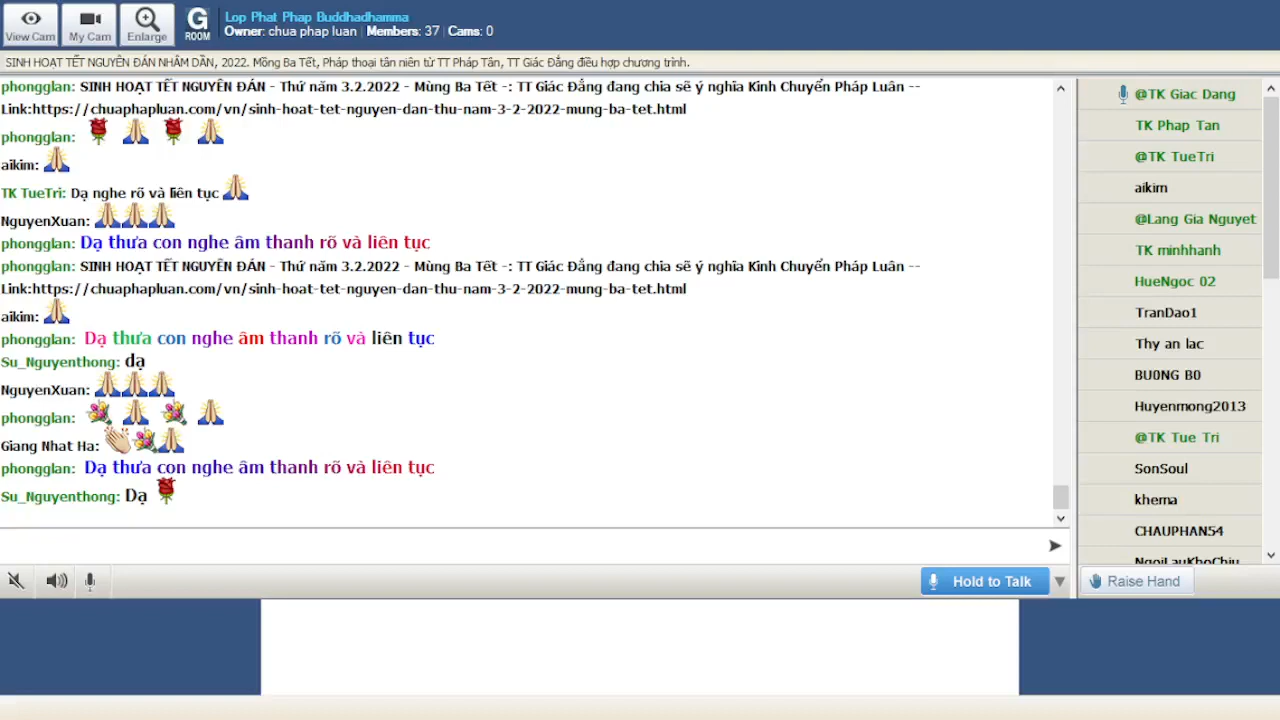 Lop Phat Phap Buddhadhamma
Owner: chua phap luan | Members: 37 | Cams: 0
View Cam
My Cam
Enlarge
G
ROOM
SINH HOẠT TẾT NGUYÊN ĐÁN NHÂM DẦN, 2022. Mồng Ba Tết, Pháp thoại tân niên từ TT Pháp Tân, TT Giác Đẳng điều hợp chương trình.
phongglan: SINH HOẠT TẾT NGUYÊN ĐÁN - Thứ năm 3.2.2022 - Mùng Ba Tết -: TT Giác Đẳng đang chia sẽ ý nghĩa Kinh Chuyển Pháp Luân --
Link:https://chuaphapluan.com/vn/sinh-hoat-tet-nguyen-dan-thu-nam-3-2-2022-mung-ba-tet.html
phongglan: 🌹 🙏 🌹 🙏
aikim: 🙏
TK TueTri: Dạ nghe rõ và liên tục 🙏
NguyenXuan: 🙏🙏🙏
phongglan: Dạ thưa con nghe âm thanh rõ và liên tục
phongglan: SINH HOẠT TẾT NGUYÊN ĐÁN - Thứ năm 3.2.2022 - Mùng Ba Tết -: TT Giác Đẳng đang chia sẽ ý nghĩa Kinh Chuyển Pháp Luân --
Link:https://chuaphapluan.com/vn/sinh-hoat-tet-nguyen-dan-thu-nam-3-2-2022-mung-ba-tet.html
aikim: 🙏
phongglan: Dạ thưa con nghe âm thanh rõ và liên tục
Su_Nguyenthong: dạ
NguyenXuan: 🙏🙏🙏
phongglan: 💐 🙏 💐 🙏
Giang Nhat Ha: 👏💐🙏
phongglan: Dạ thưa con nghe âm thanh rõ và liên tục
Su_Nguyenthong: Dạ 🌹
Hold to Talk
@TK Giac Dang
TK Phap Tan
@TK TueTri
aikim
@Lang Gia Nguyet
TK minhhanh
HueNgoc 02
TranDao1
Thy an lac
BU0NG B0
Huyenmong2013
@TK Tue Tri
SonSoul
khema
CHAUPHAN54
NgoiLauKhoChiu
Raise Hand